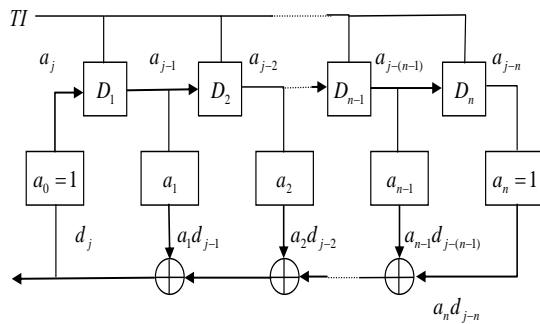 TI
a_j a_{j-1} a_{j-2} a_{j-(n-1)} a_{j-n}
D_1 D_2 D_{n-1} D_n
a_0 = 1 a_1 a_2 a_{n-1} a_n = 1
d_j a_1 d_{j-1} a_2 d_{j-2} a_{n-1} d_{j-(n-1)}
a_n d_{j-n}